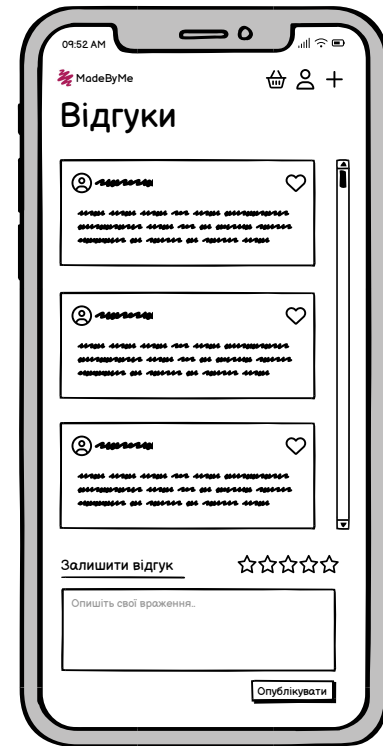 09:52 AM
MadeByMe
Відгуки
Залишити відгук
Опишіть свої враження..
Опублікувати